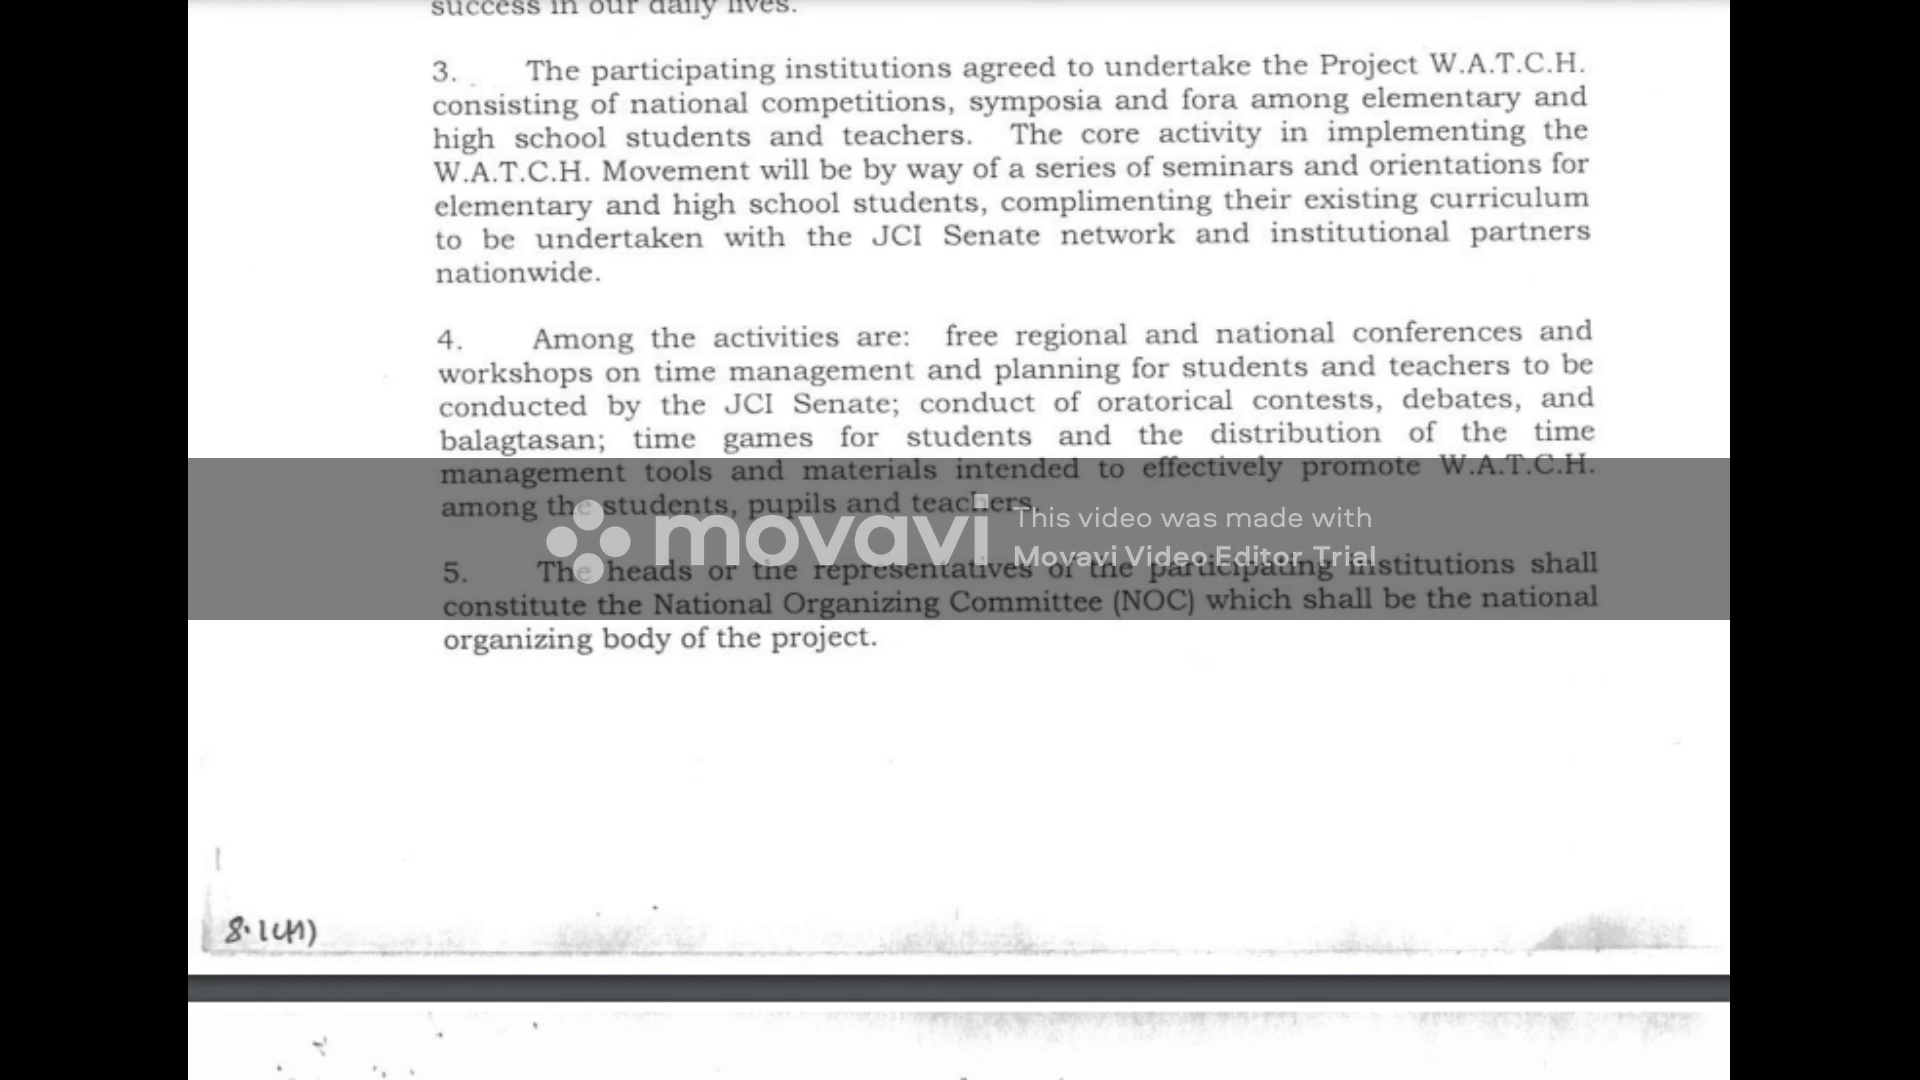 success in our daily lives.
3. The participating institutions agreed to undertake the Project W.A.T.C.H.
consisting of national competitions, symposia and fora among elementary and
high school students and teachers. The core activity in implementing the
W.A.T.C.H. Movement will be by way of a series of seminars and orientations for
elementary and high school students, complimenting their existing curriculum
to be undertaken with the JCI Senate network and institutional partners
nationwide.
4. Among the activities are: free regional and national conferences and
workshops on time management and planning for students and teachers to be
conducted by the JCI Senate; conduct of oratorical contests, debates, and
balagtasan; time games for students and the distribution of the time
management tools and materials intended to effectively promote W.A.T.C.H.
among the students, pupils and teachers.
movavi
This video was made with
Movavi Video Editor Trial
5. The heads or the representatives of the participating institutions shall
constitute the National Organizing Committee (NOC) which shall be the national
organizing body of the project.